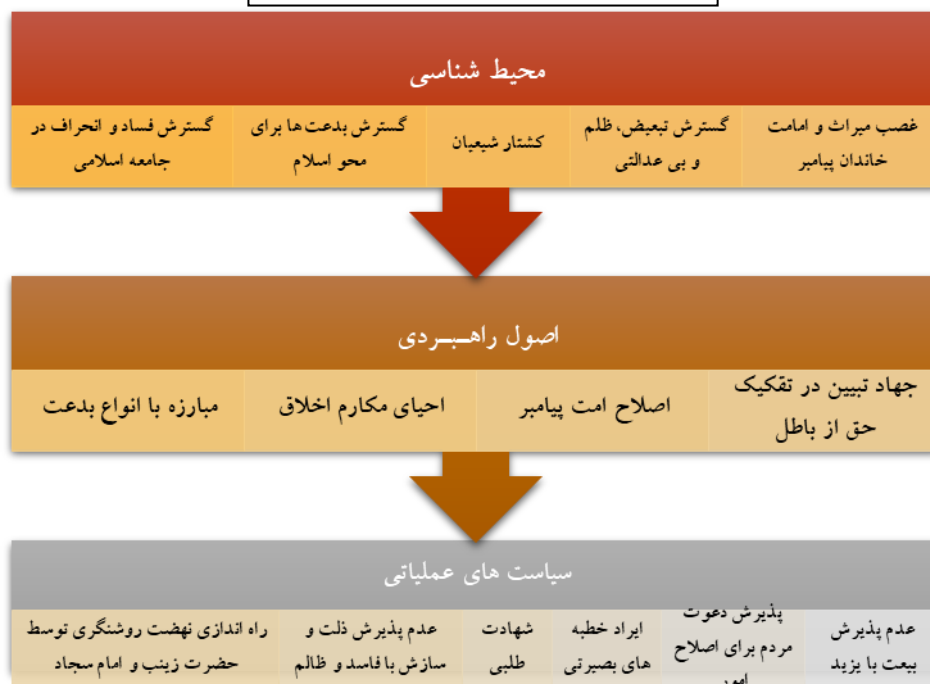 محیط شناسی
غصب میراث و امامت
خاندان پیامبر
گسترش تبعیض، ظلم
و بی عدالتی
کشتار شیعیان
گسترش بدعت ها برای
محو اسلام
گسترش فساد و انحراف در
جامعه اسلامی
اصول راهـبـردی
جهاد تبیین در تقکیک
حق از باطل
اصلاح امت پیامبر
احیای مکارم اخلاق
مبارزه با انواع بدعت
سیاست های عملیاتی
عدم پذیرش
بیعت با یزید
پذیرش دعوت
مردم برای اصلاح
امور
ایراد خطبه
های بصیرتی
شهادت
طلبی
عدم پذیرش ذلت و
سازش با فاسد و ظالم
راه اندازی نهضت روشنگری توسط
حضرت زینب و امام سجاد